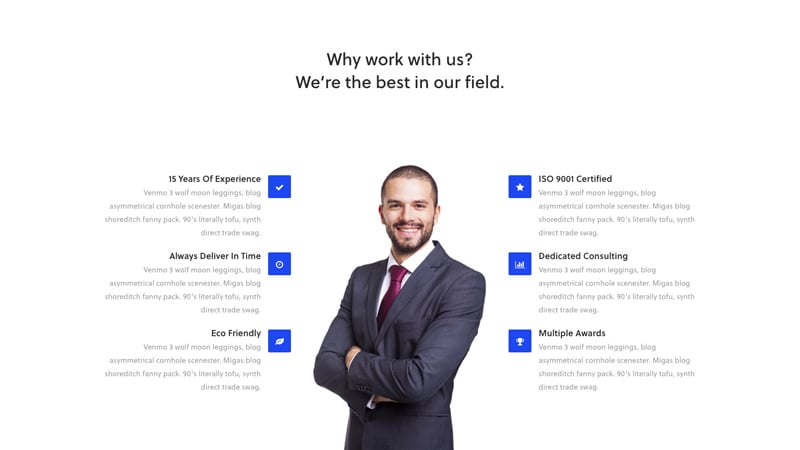 Why work with us?
We're the best in our field.
15 Years Of Experience
Venmo 3 wolf moon leggings, blog
asymmetrical cornhole scenester. Migas blog
shoreditch fanny pack. 90's literally tofu, synth
direct trade swag.
Always Deliver In Time
Venmo 3 wolf moon leggings, blog
asymmetrical cornhole scenester. Migas blog
shoreditch fanny pack. 90's literally tofu, synth
direct trade swag.
Eco Friendly
Venmo 3 wolf moon leggings, blog
asymmetrical cornhole scenester. Migas blog
shoreditch fanny pack. 90's literally tofu, synth
direct trade swag.
ISO 9001 Certified
Venmo 3 wolf moon leggings, blog
asymmetrical cornhole scenester. Migas blog
shoreditch fanny pack. 90's literally tofu, synth
direct trade swag.
Dedicated Consulting
Venmo 3 wolf moon leggings, blog
asymmetrical cornhole scenester. Migas blog
shoreditch fanny pack. 90's literally tofu, synth
direct trade swag.
Multiple Awards
Venmo 3 wolf moon leggings, blog
asymmetrical cornhole scenester. Migas blog
shoreditch fanny pack. 90's literally tofu, synth
direct trade swag.